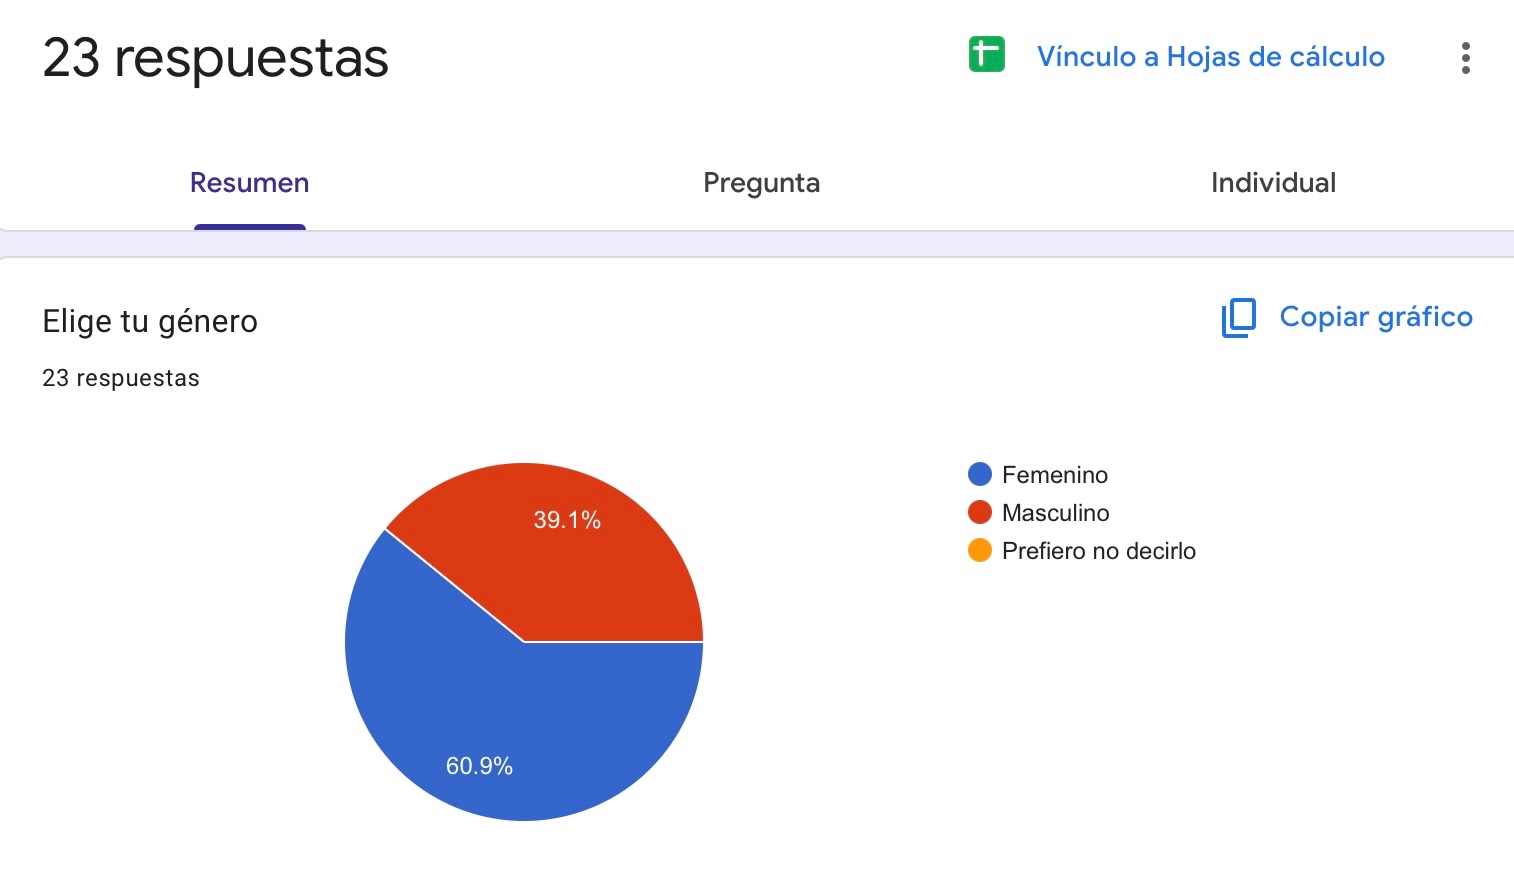 23 respuestas
Vínculo a Hojas de cálculo
Resumen
Pregunta
Individual
Elige tu género
Copiar gráfico
23 respuestas
39.1%
60.9%
Femenino
Masculino
Prefiero no decirlo